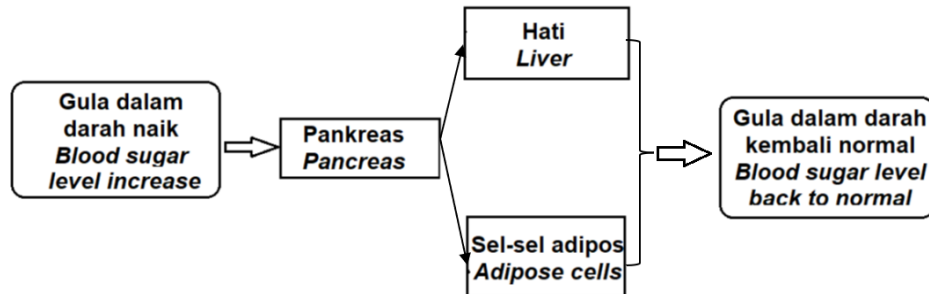 Gula dalam
darah naik
Blood sugar
level increase
Pankreas
Pancreas
Hati
Liver
Sel-sel adipos
Adipose cells
Gula dalam darah
kembali normal
Blood sugar level
back to normal